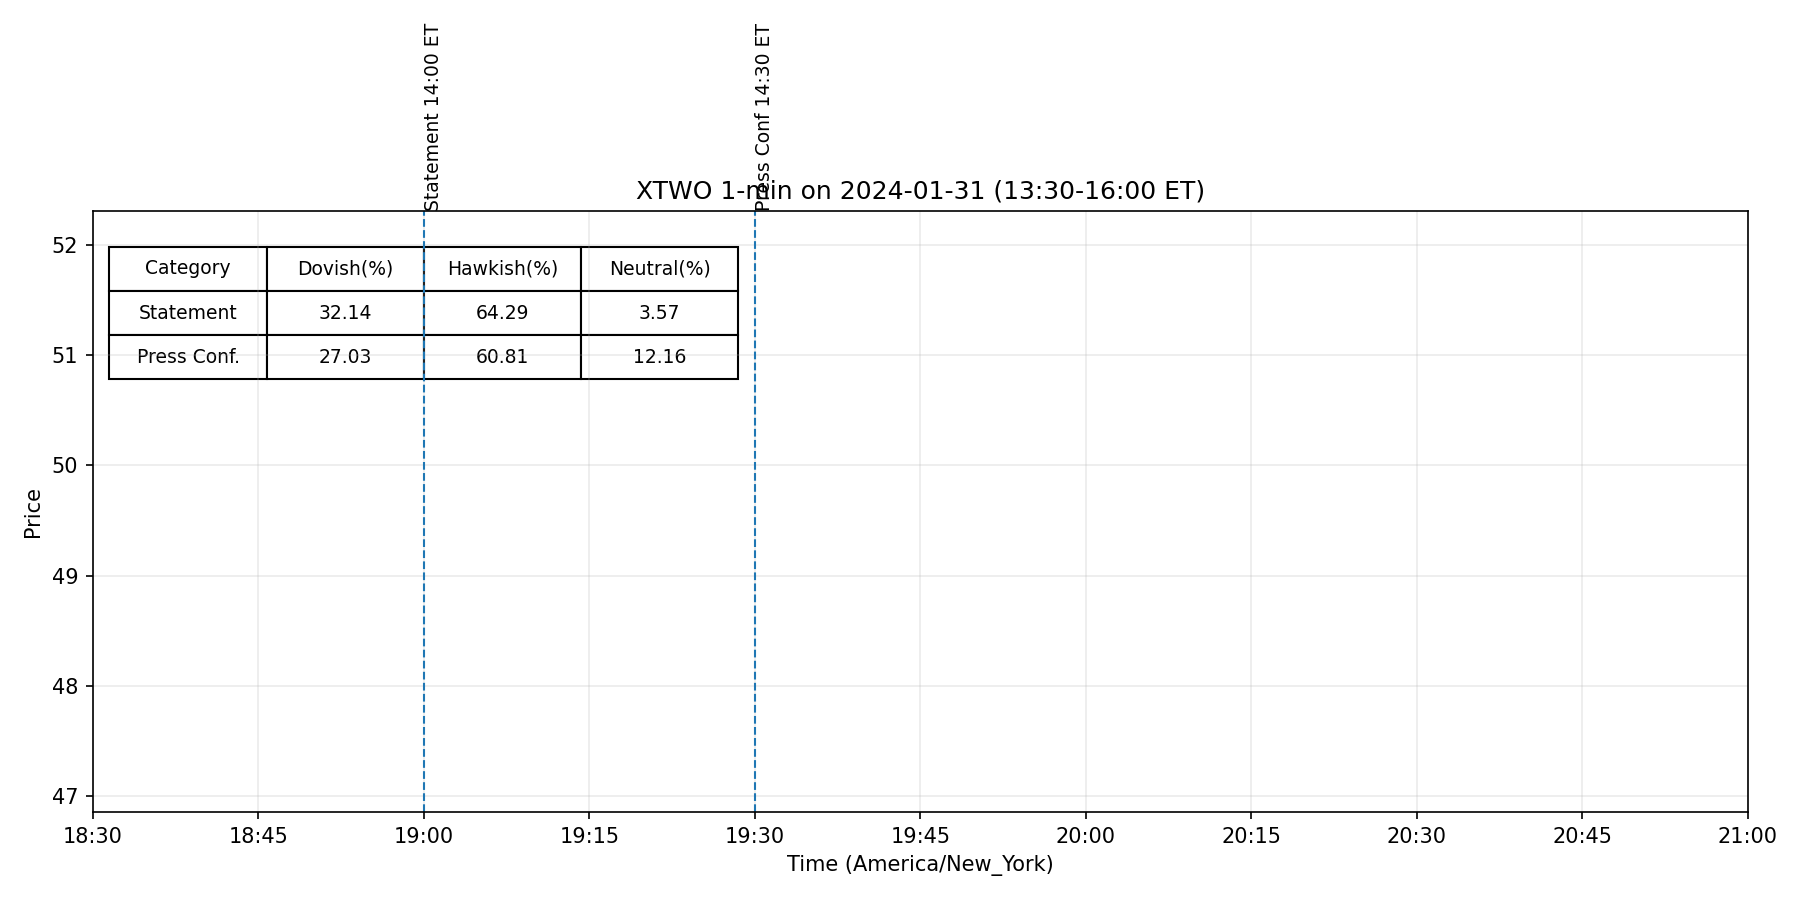 Statement 14:00 ET
Press Conf 14:30 ET
XTWO 1-min on 2024-01-31 (13:30-16:00 ET)
Category Dovish(%) Hawkish(%) Neutral(%)
Statement 32.14 64.29 3.57
Press Conf. 27.03 60.81 12.16
Price
52
51
50
49
48
47
18:30 18:45 19:00 19:15 19:30 19:45 20:00 20:15 20:30 20:45 21:00
Time (America/New_York)